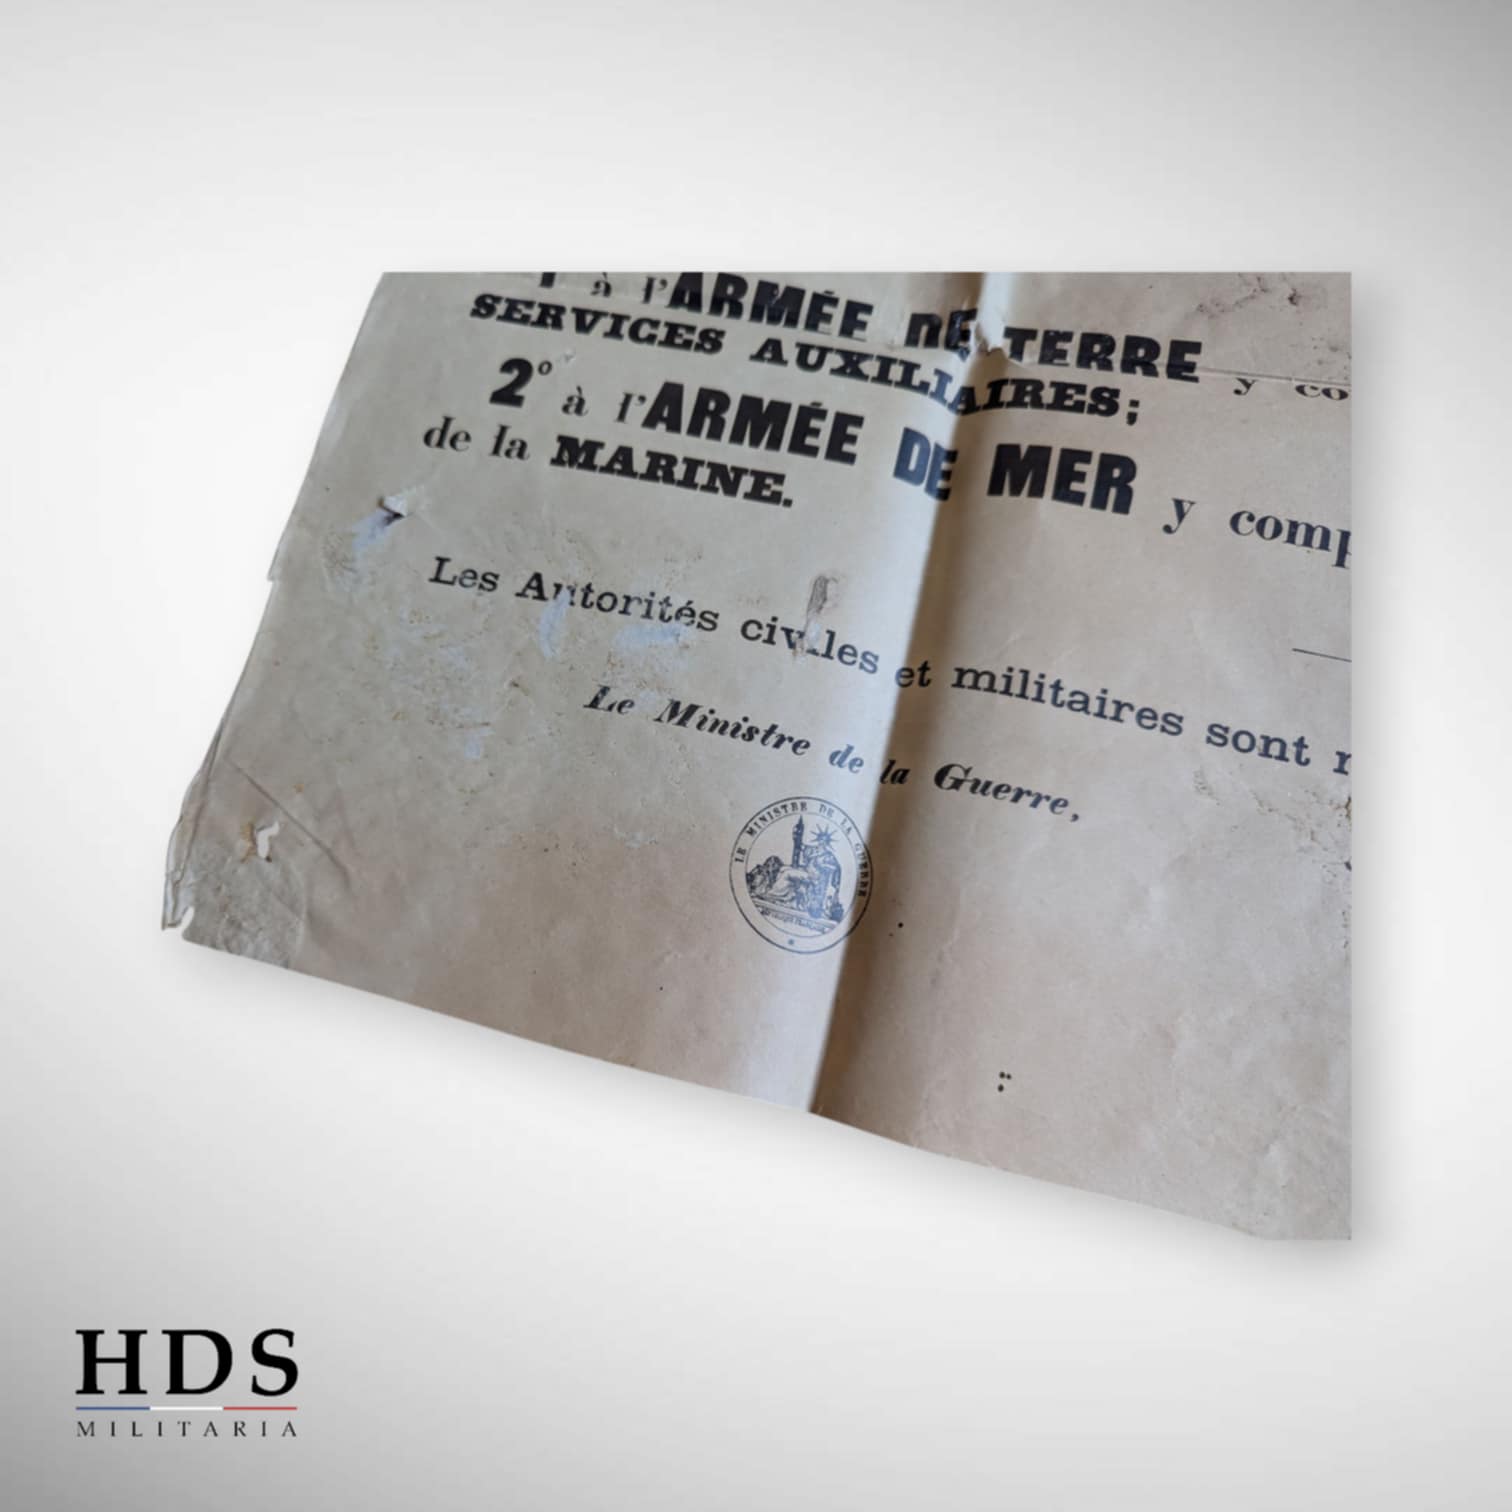 à l'ARMÉE DE TERRE y co
SERVICES AUXILIAIRES;
2° à l'ARMÉE DE MER y comp
de la MARINE.
Les Autorités civiles et militaires sont r
Le Ministre de la Guerre,
LE MINISTRE DE LA GUERRE
HDS
MILITARIA